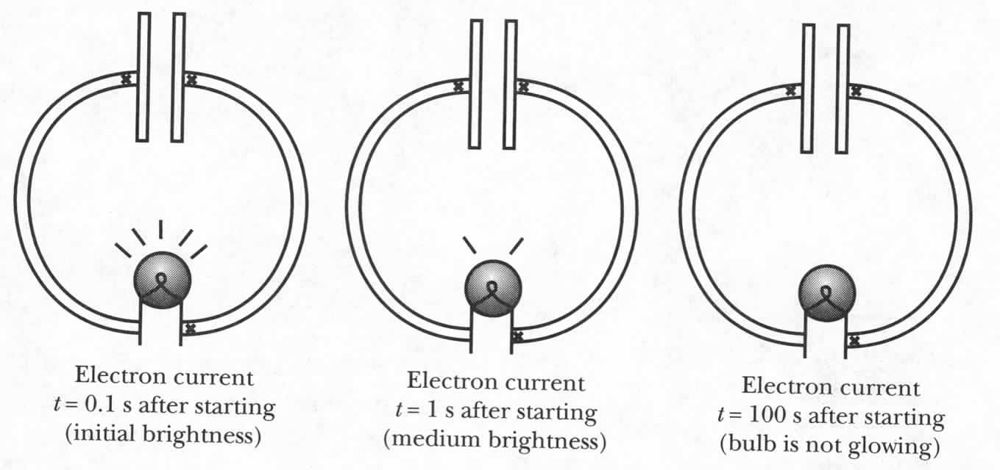 Electron current
t = 0.1 s after starting
(initial brightness)
Electron current
t = 1 s after starting
(medium brightness)
Electron current
t = 100 s after starting
(bulb is not glowing)